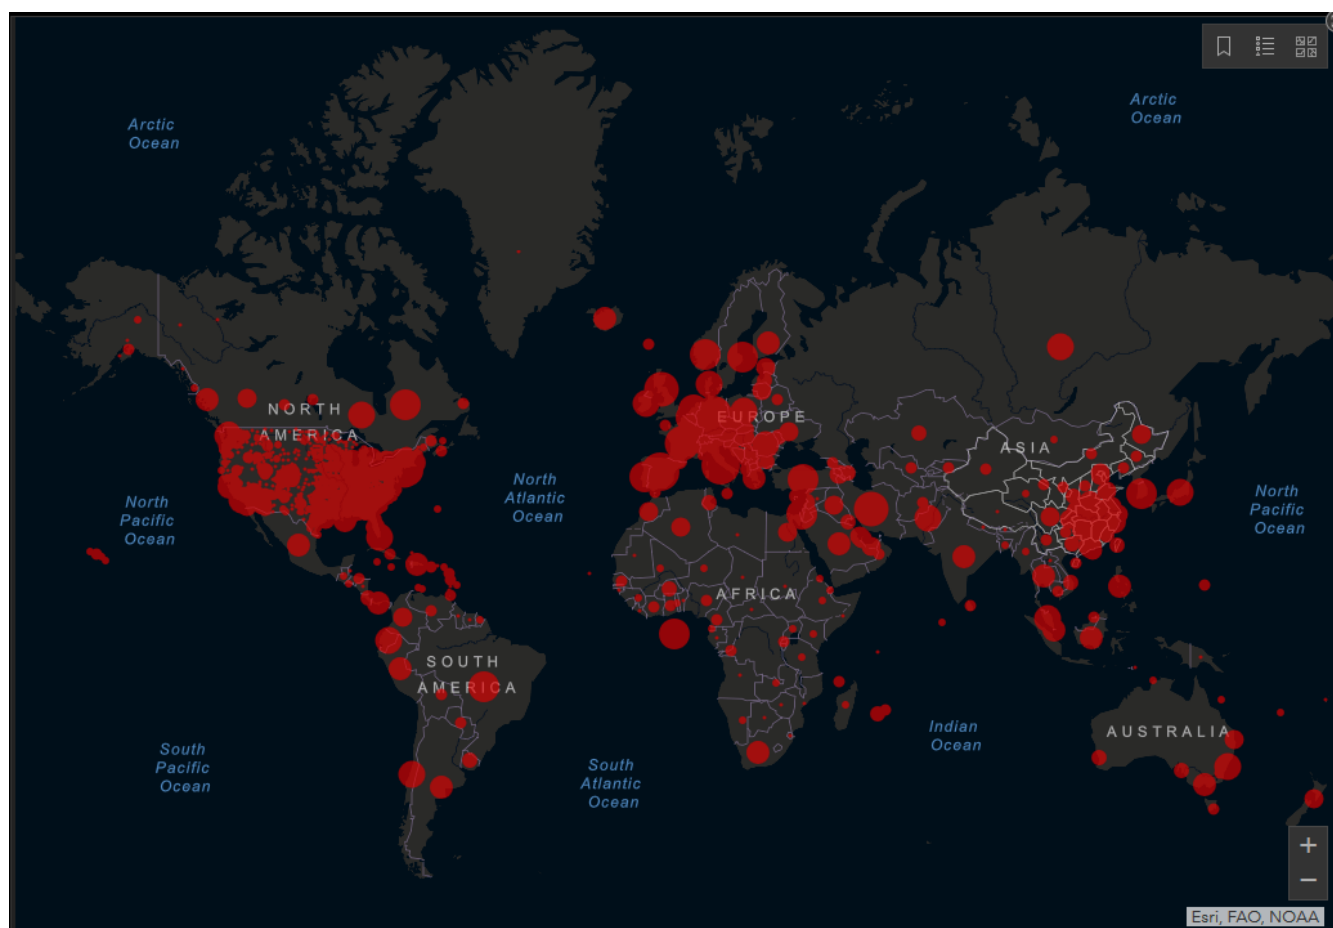 Arctic
Ocean
Arctic
Ocean
NORTH
AMERICA
EUROPE
ASIA
North
Pacific
Ocean
North
Atlantic
Ocean
North
Pacific
Ocean
AFRICA
SOUTH
AMERICA
Indian
Ocean
AUSTRALIA
South
Pacific
Ocean
South
Atlantic
Ocean
+
−
Esri, FAO, NOAA